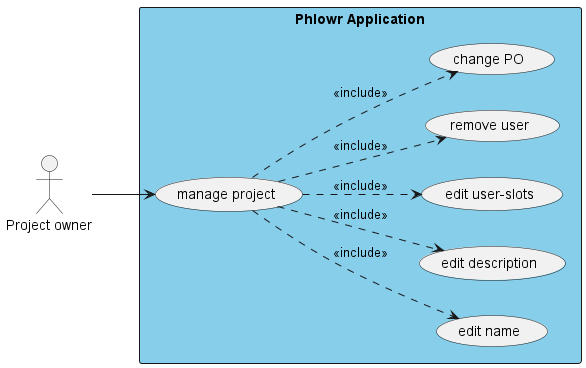 Phlowr Application
change PO
«include»
remove user
«include»
manage project
«include»
edit user-slots
«include»
Project owner
edit description
«include»
edit name